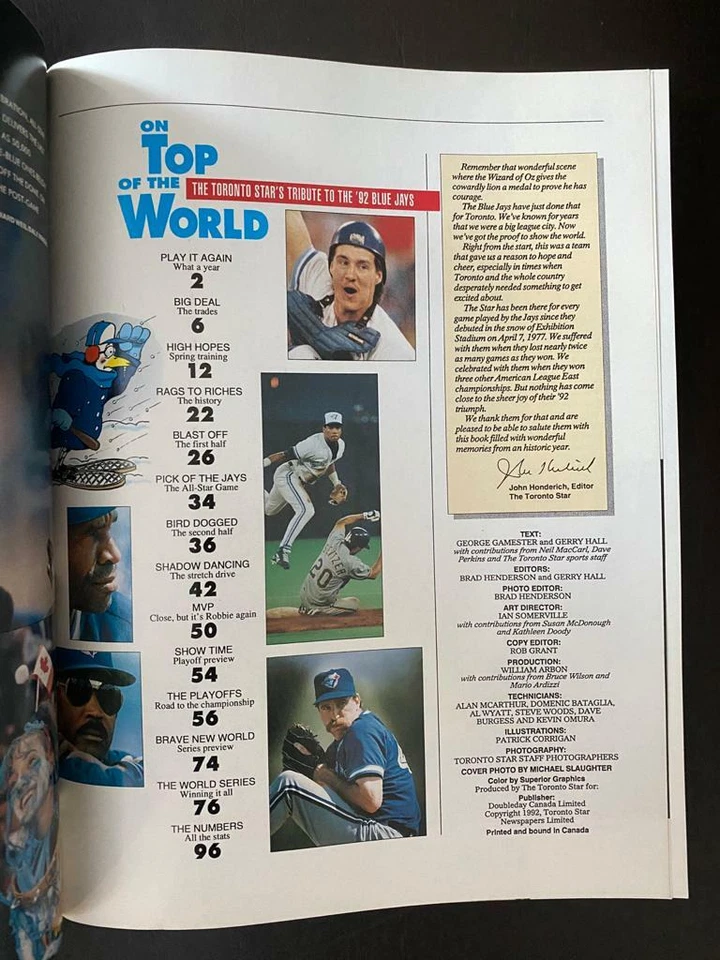 ON
TOP
OF THE
WORLD
THE TORONTO STAR'S TRIBUTE TO THE '92 BLUE JAYS
PLAY IT AGAIN
What a year
2
BIG DEAL
The trades
6
HIGH HOPES
Spring training
12
RAGS TO RICHES
The history
22
BLAST OFF
The first half
26
PICK OF THE JAYS
The All-Star Game
34
BIRD DOGGED
The second half
36
SHADOW DANCING
The stretch drive
42
MVP
Close, but it's Robbie again
50
SHOW TIME
Playoff preview
54
THE PLAYOFFS
Road to the championship
56
BRAVE NEW WORLD
Series preview
74
THE WORLD SERIES
Winning it all
76
THE NUMBERS
All the stats
96
20
Remember that wonderful scene
where the Wizard of Oz gives the
cowardly lion a medal to prove he has
courage.
The Blue Jays have just done that
for Toronto. We've known for years
that we were a big league city. Now
we've got the proof to show the world.
Right from the start, this was a team
that gave us a reason to hope and
cheer, especially in times when
Toronto and the whole country
desperately needed something to get
excited about.
The Star has been there for every
game played by the Jays since they
debuted in the snow of Exhibition
Stadium on April 7, 1977. We suffered
with them when they lost nearly twice
as many games as they won. We
celebrated with them when they won
three other American League East
championships. But nothing has come
close to the sheer joy of their '92
triumph.
We thank them for that and are
pleased to be able to salute them with
this book filled with wonderful
memories from an historic year.
John Honderich, Editor
The Toronto Star
TEXT:
GEORGE GAMESTER and GERRY HALL
with contributions from Neil MacCarl, Dave
Perkins and The Toronto Star sports staff
EDITORS:
BRAD HENDERSON and GERRY HALL
PHOTO EDITOR:
BRAD HENDERSON
ART DIRECTOR:
IAN SOMERVILLE
with contributions from Susan McDonough
and Kathleen Doody
COPY EDITOR:
ROB GRANT
PRODUCTION:
WILLIAM ARBON
with contributions from Bruce Wilson and
Mario Ardizzi
TECHNICIANS:
ALAN MCARTHUR, DOMENIC BATAGLIA,
AL WYATT, STEVE WOODS, DAVE
BURGESS AND KEVIN OMURA
ILLUSTRATIONS:
PATRICK CORRIGAN
PHOTOGRAPHY:
TORONTO STAR STAFF PHOTOGRAPHERS
COVER PHOTO BY MICHAEL SLAUGHTER
Color by Superior Graphics
Produced by The Toronto Star for:
Publisher:
Doubleday Canada Limited
Copyright 1992, Toronto Star
Newspapers Limited
Printed and bound in Canada